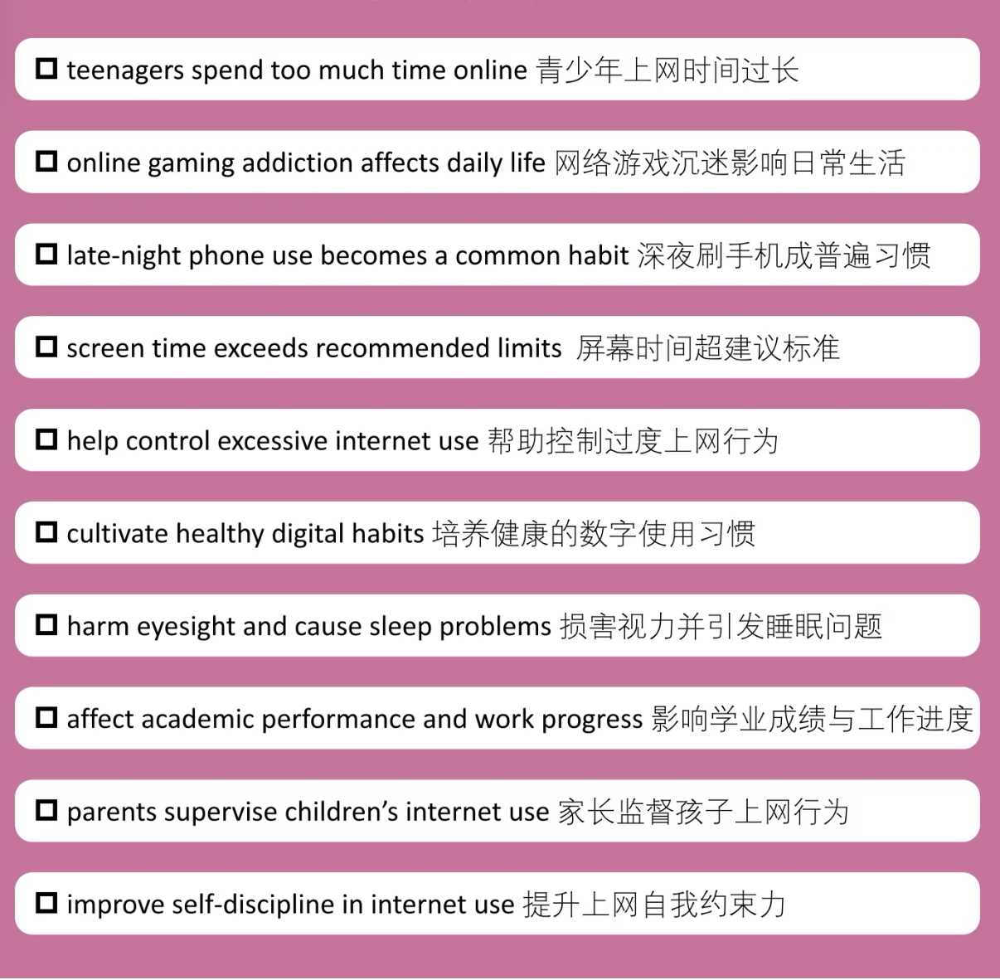 teenagers spend too much time online 青少年上网时间过长
online gaming addiction affects daily life 网络游戏沉迷影响日常生活
late-night phone use becomes a common habit 深夜刷手机成普遍习惯
screen time exceeds recommended limits 屏幕时间超建议标准
help control excessive internet use 帮助控制过度上网行为
cultivate healthy digital habits 培养健康的数字使用习惯
harm eyesight and cause sleep problems 损害视力并引发睡眠问题
affect academic performance and work progress 影响学业成绩与工作进度
parents supervise children’s internet use 家长监督孩子上网行为
improve self-discipline in internet use 提升上网自我约束力